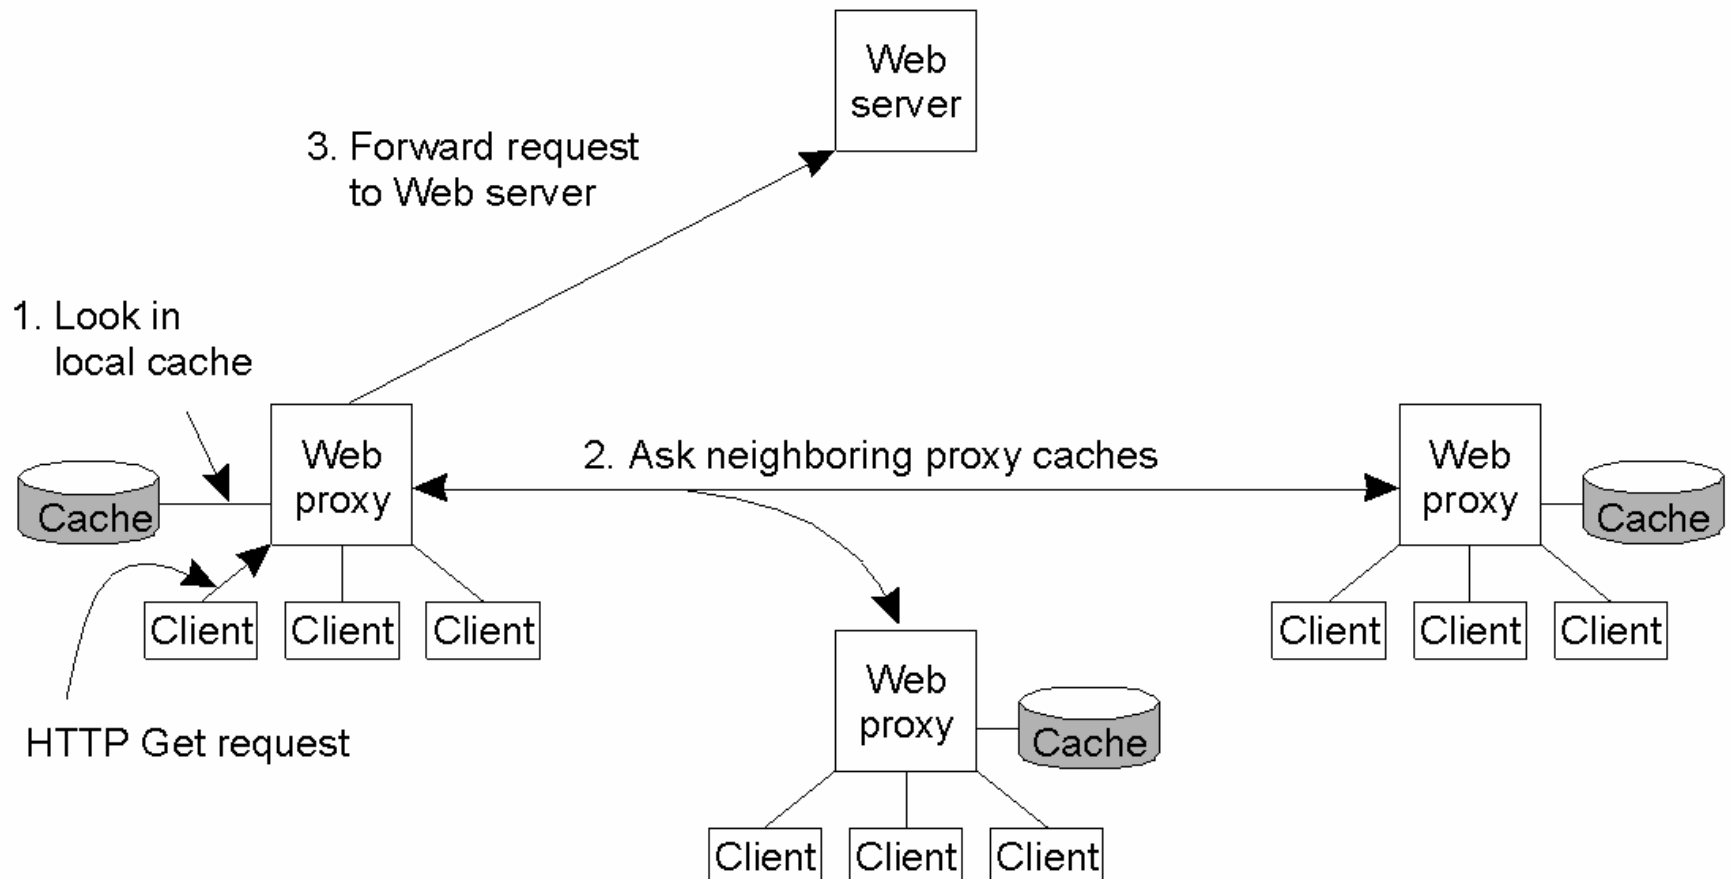 Web
server
3. Forward request
to Web server
1. Look in
local cache
Web
proxy
Cache
2. Ask neighboring proxy caches
Web
proxy
Cache
Client
Client
Client
Client
Client
Client
HTTP Get request
Web
proxy
Cache
Client
Client
Client